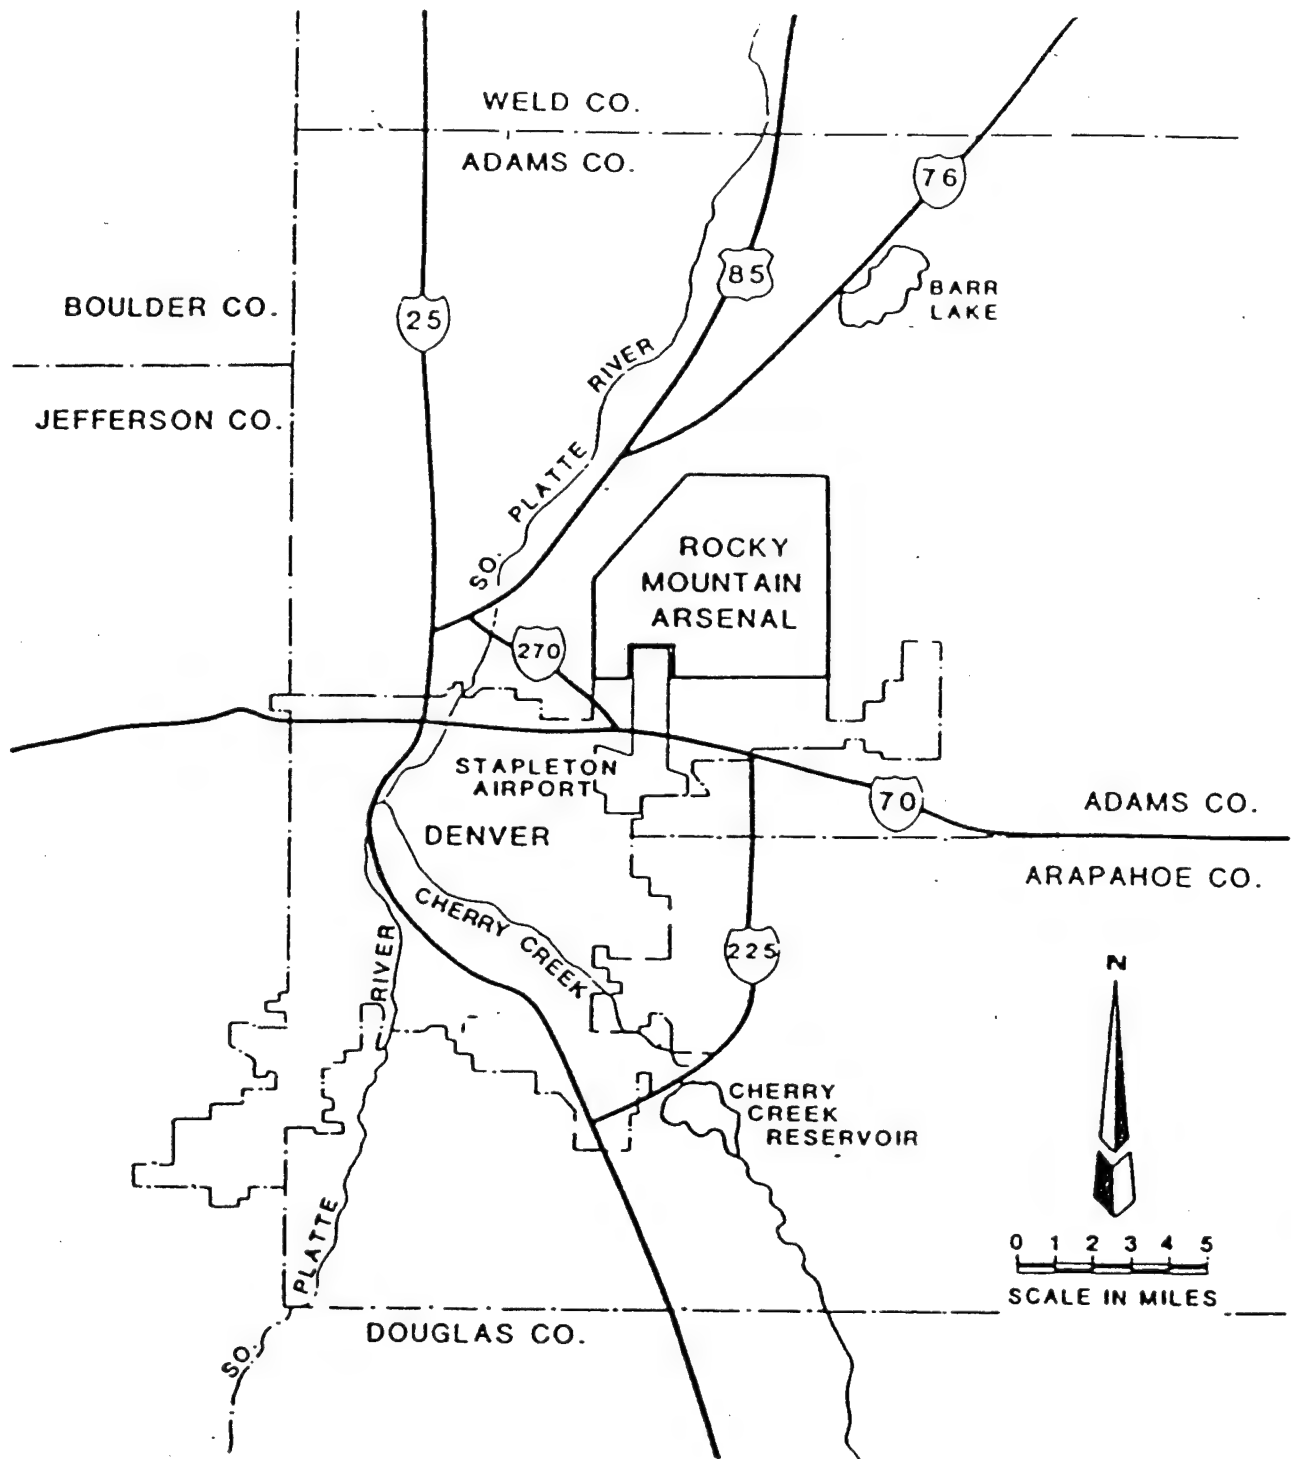 WELD CO.
ADAMS CO.
76
85
BARR
LAKE
BOULDER CO.
25
RIVER
JEFFERSON CO.
PLATTE
SO.
ROCKY
MOUNTAIN
ARSENAL
270
STAPLETON
AIRPORT
70
ADAMS CO.
DENVER
ARAPAHOE CO.
CHERRY CREEK
RIVER
225
N
CHERRY
CREEK
RESERVOIR
PLATTE
0 1 2 3 4 5
SCALE IN MILES
DOUGLAS CO.
SO.